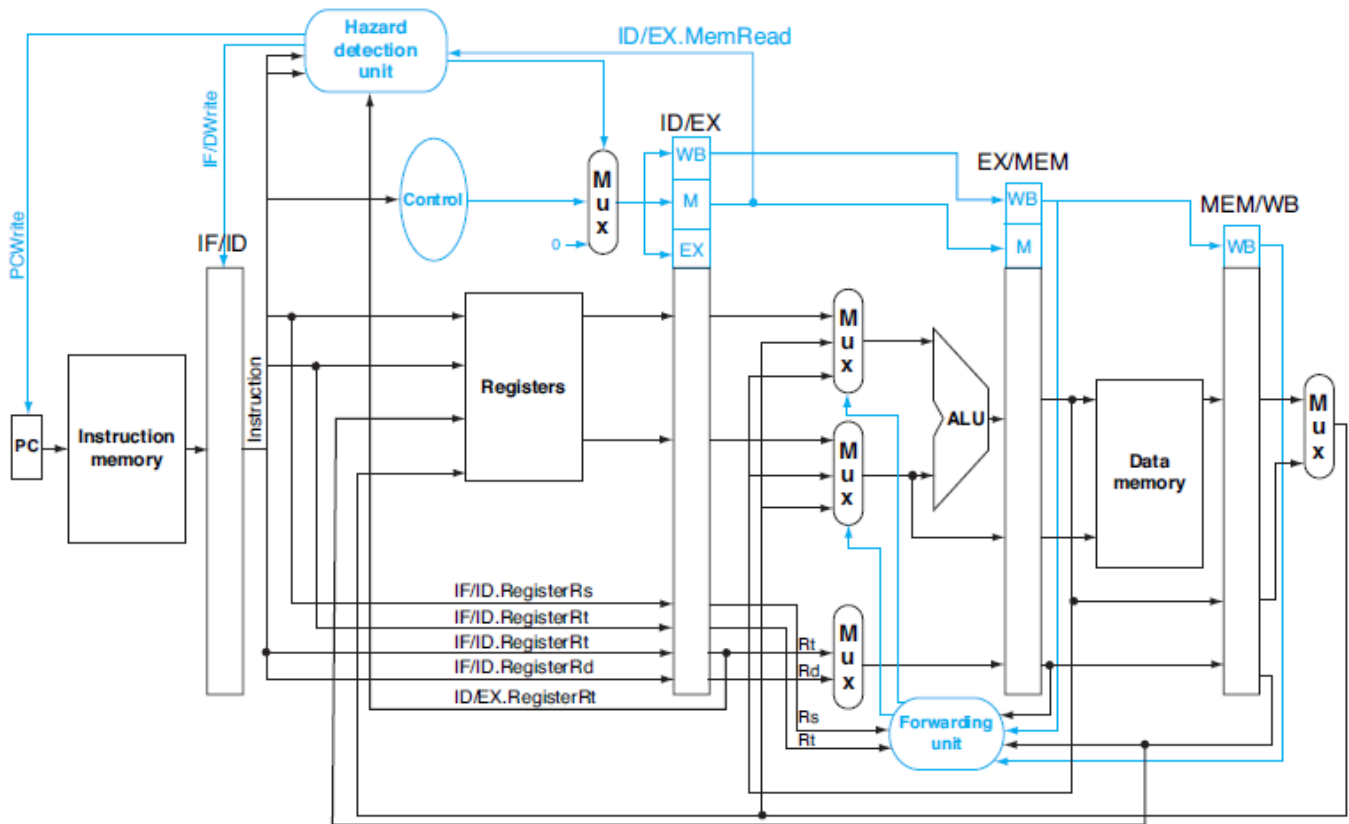 Hazard
detection
unit
ID/EX.MemRead
PCWrite
IF/DWrite
ID/EX
WB
M
EX
EX/MEM
WB
M
MEM/WB
WB
Control
M
u
x
0
IF/ID
Instruction
PC
Instruction
memory
Registers
M
u
x
M
u
x
ALU
Data
memory
M
u
x
IF/ID.RegisterRs
IF/ID.RegisterRt
IF/ID.RegisterRt
IF/ID.RegisterRd
ID/EX.RegisterRt
Rt
Rd
M
u
x
Rs
Rt
Forwarding
unit